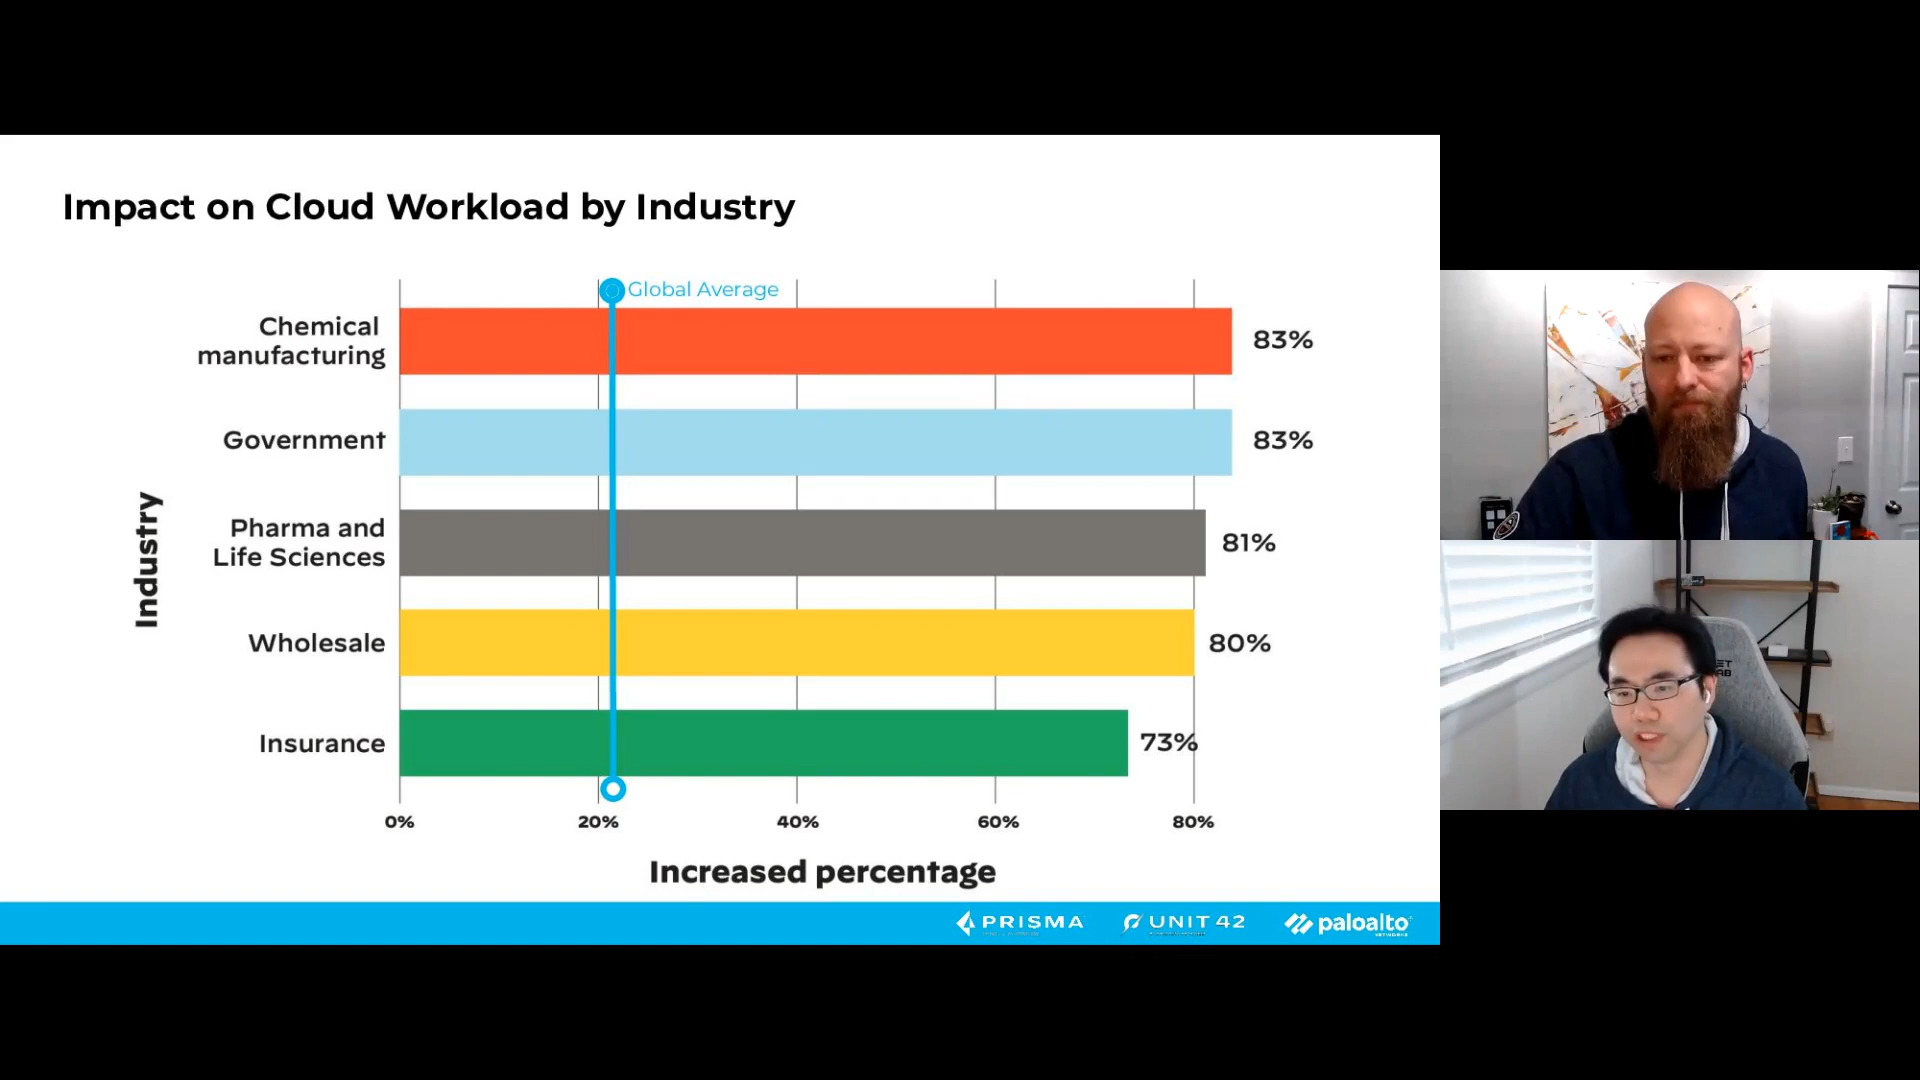 Impact on Cloud Workload by Industry
Global Average
Chemical
manufacturing
83%
Government
83%
Pharma and
Life Sciences
81%
Wholesale
80%
Insurance
73%
Industry
0% 20% 40% 60% 80%
Increased percentage
PRISMA UNIT 42 paloalto
NETWORKS